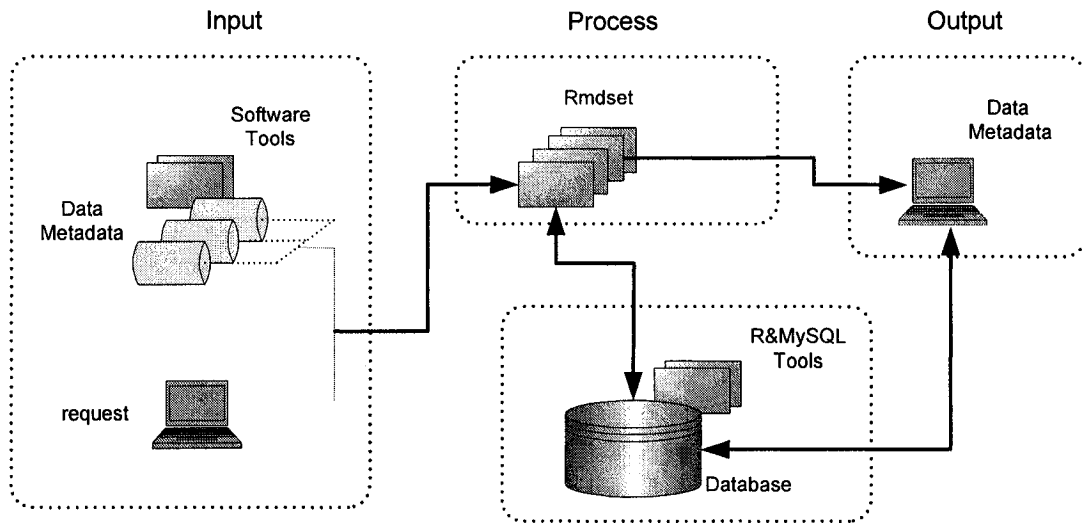 Input
Process
Output
Software
Tools
Data
Metadata
request
Rmdset
Data
Metadata
R&MySQL
Tools
Database